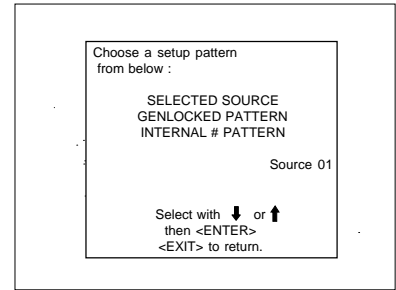 Choose a setup pattern
from below :
SELECTED SOURCE
GENLOCKED PATTERN
INTERNAL # PATTERN
Source 01
Select with ⬇ or ⬆
then <ENTER>
<EXIT> to return.